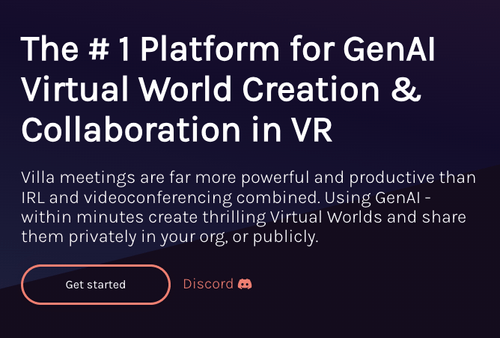 The # 1 Platform for GenAI
Virtual World Creation &
Collaboration in VR
Villa meetings are far more powerful and productive than
IRL and videoconferencing combined. Using GenAI -
within minutes create thrilling Virtual Worlds and share
them privately in your org, or publicly.
Get started
Discord